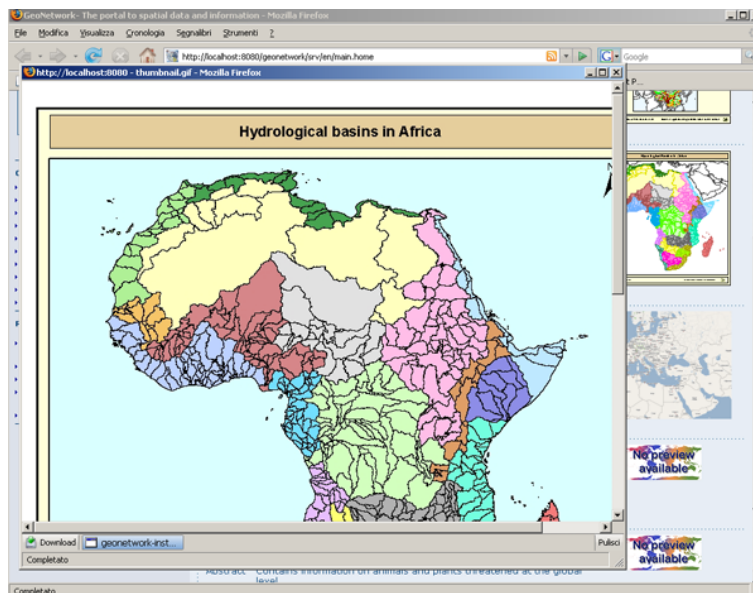 GeoNetwork- The portal to spatial data and information - Mozilla Firefox
File Modifica Visualizza Cronologia Segnalibri Strumenti ?
http://localhost:8080/geonetwork/srv/en/main.home
Google
http://localhost:8080 - thumbnail.gif - Mozilla Firefox
Hydrological basins in Africa
No preview
available
No preview
available
Download geonetwork-inst... Pulisci
Completato
Abstract Contains information on animals and plants threatened at the global
level
Completato